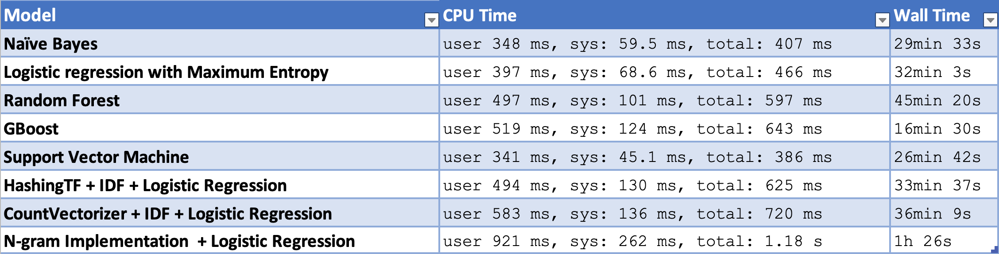 Model CPU Time Wall Time
Naïve Bayes user 348 ms, sys: 59.5 ms, total: 407 ms 29min 33s
Logistic regression with Maximum Entropy user 397 ms, sys: 68.6 ms, total: 466 ms 32min 3s
Random Forest user 497 ms, sys: 101 ms, total: 597 ms 45min 20s
GBoost user 519 ms, sys: 124 ms, total: 643 ms 16min 30s
Support Vector Machine user 341 ms, sys: 45.1 ms, total: 386 ms 26min 42s
HashingTF + IDF + Logistic Regression user 494 ms, sys: 130 ms, total: 625 ms 33min 37s
CountVectorizer + IDF + Logistic Regression user 583 ms, sys: 136 ms, total: 720 ms 36min 9s
N-gram Implementation + Logistic Regression user 921 ms, sys: 262 ms, total: 1.18 s 1h 26s